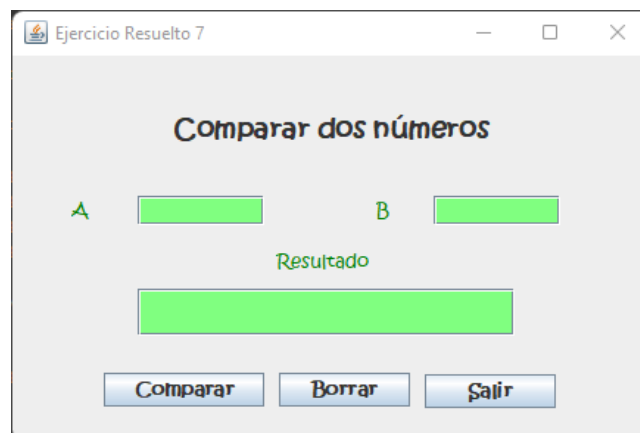 Ejercicio Resuelto 7
Comparar dos números
A B
Resultado
Comparar Borrar Salir